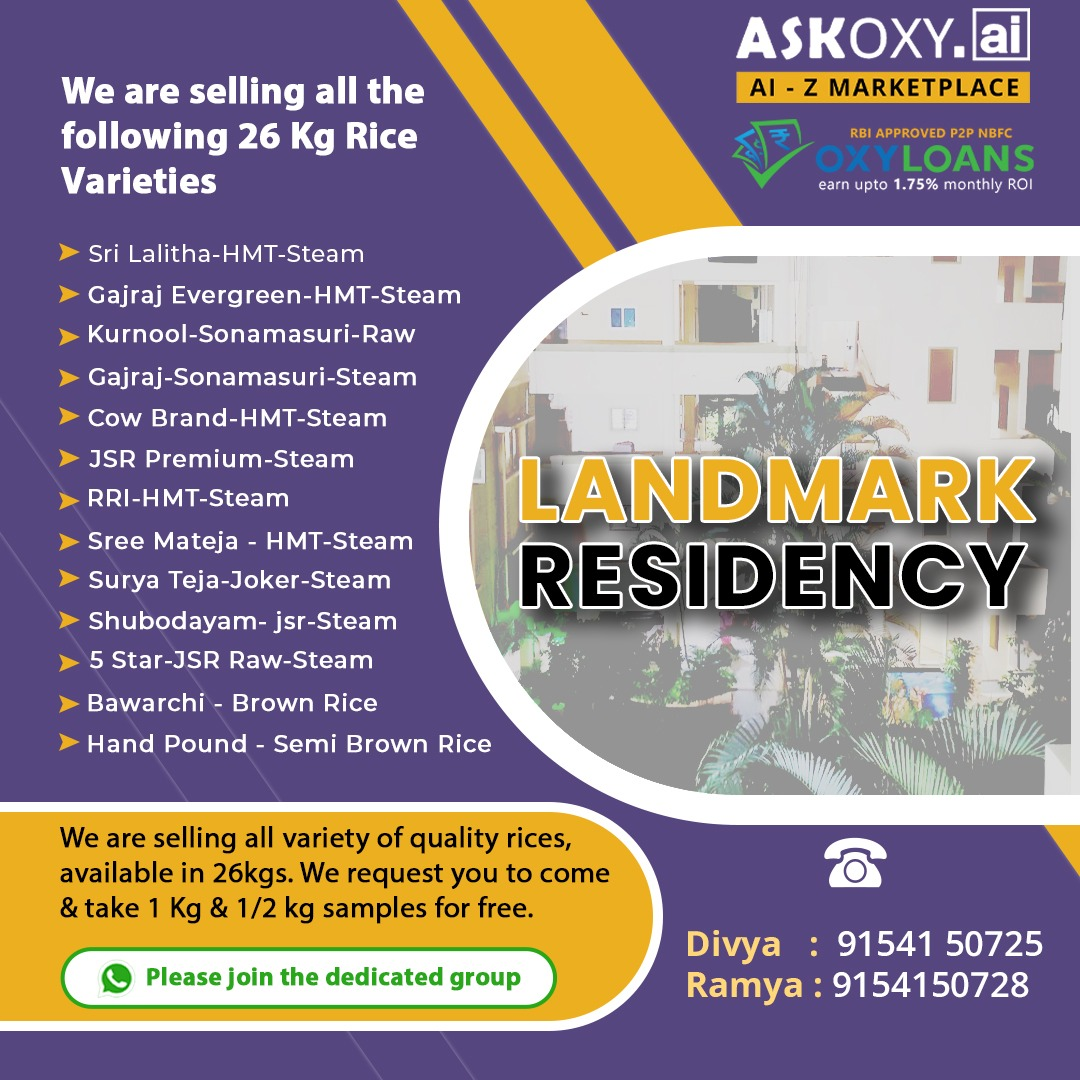 ASKOXY.ai
AI - Z MARKETPLACE
RBI APPROVED P2P NBFC
OXYLOANS
earn upto 1.75% monthly ROI
We are selling all the
following 26 Kg Rice
Varieties
Sri Lalitha-HMT-Steam
Gajraj Evergreen-HMT-Steam
Kurnool-Sonamasuri-Raw
Gajraj-Sonamasuri-Steam
Cow Brand-HMT-Steam
JSR Premium-Steam
RRI-HMT-Steam
Sree Mateja - HMT-Steam
Surya Teja-Joker-Steam
Shubodayam- jsr-Steam
5 Star-JSR Raw-Steam
Bawarchi - Brown Rice
Hand Pound - Semi Brown Rice
LANDMARK
RESIDENCY
We are selling all variety of quality rices,
available in 26kgs. We request you to come
& take 1 Kg & 1/2 kg samples for free.
Please join the dedicated group
Divya : 91541 50725
Ramya : 9154150728